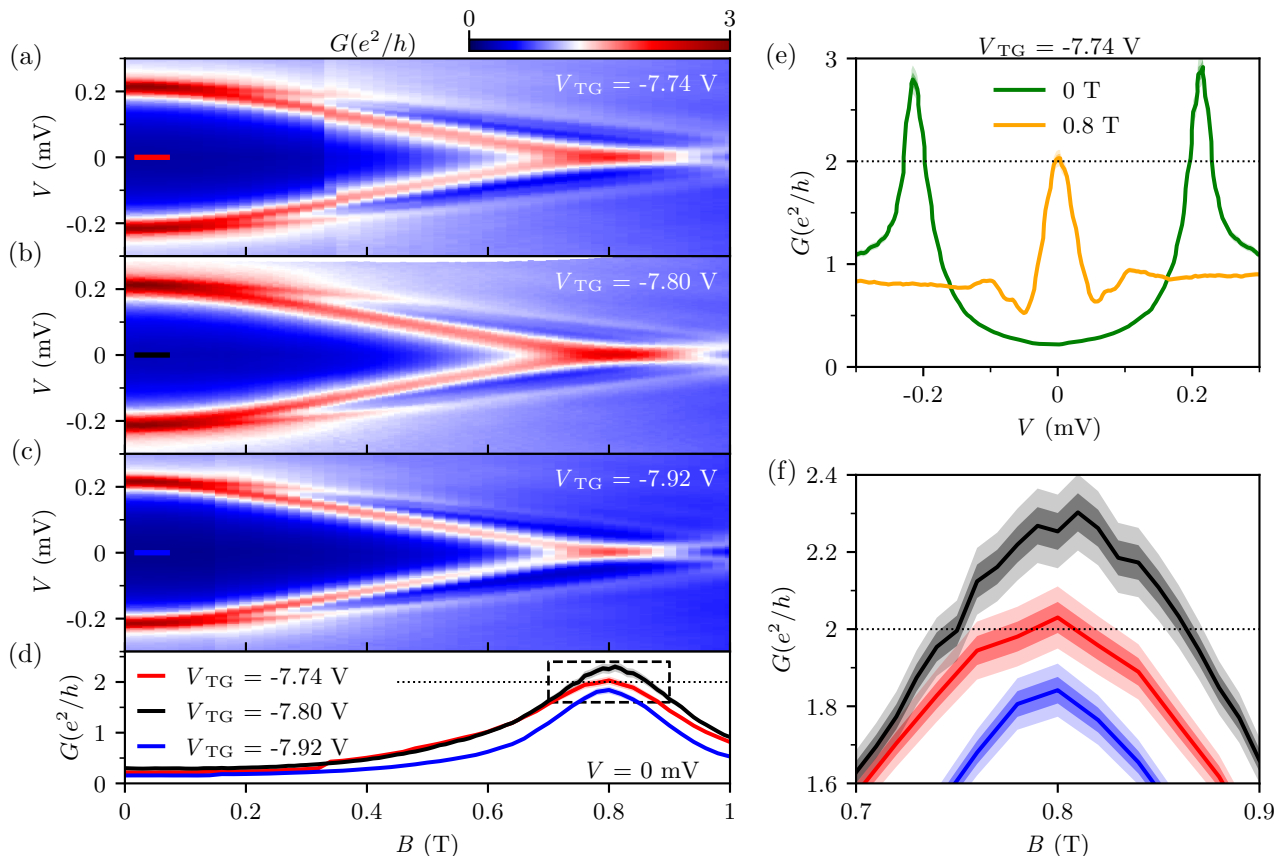 0
3
G(e²/h)
(a)
V_TG = -7.74 V
0.2
0
-0.2
V (mV)
(b)
V_TG = -7.80 V
0.2
0
-0.2
V (mV)
(c)
V_TG = -7.92 V
0.2
0
-0.2
V (mV)
(d)
V_TG = -7.74 V
V_TG = -7.80 V
V_TG = -7.92 V
V = 0 mV
2
1
0
G(e²/h)
0
0.2
0.4
0.6
0.8
1
B (T)
(e)
V_TG = -7.74 V
0 T
0.8 T
3
2
1
0
G(e²/h)
-0.2
0
0.2
V (mV)
(f)
2.4
2.2
2
1.8
1.6
G(e²/h)
0.7
0.8
0.9
B (T)